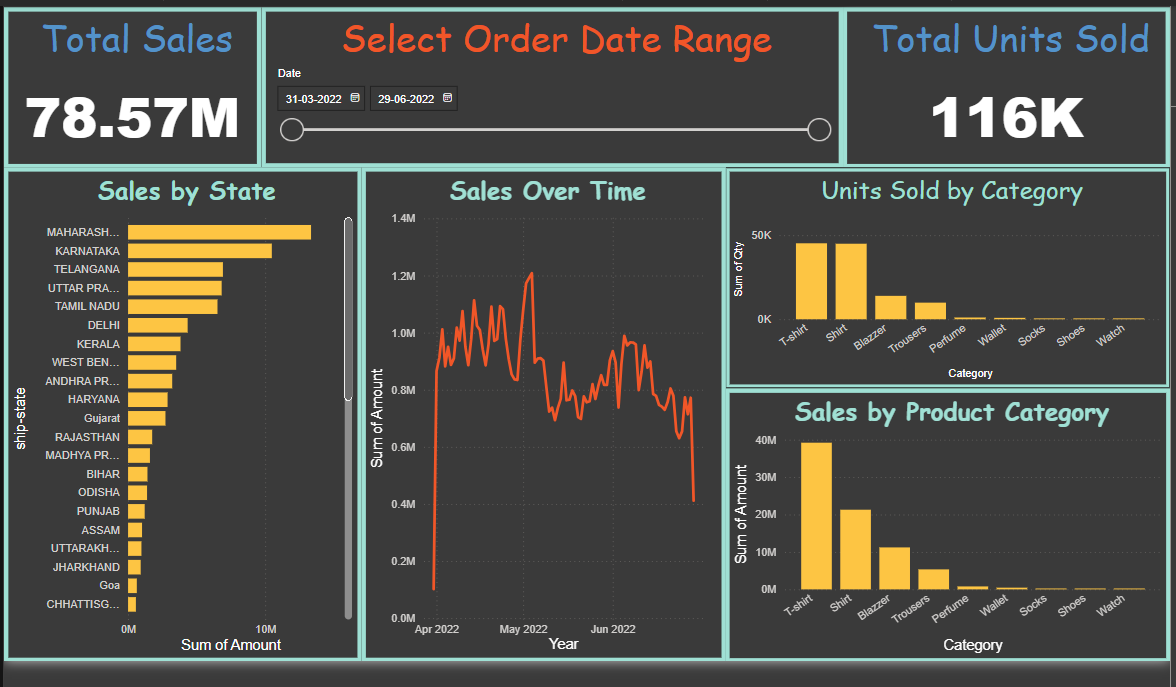 Total Sales
78.57M
Select Order Date Range
Date
31-03-2022
29-06-2022
Total Units Sold
116K
Sales by State
ship-state
MAHARASH...
KARNATAKA
TELANGANA
UTTAR PRA...
TAMIL NADU
DELHI
KERALA
WEST BEN...
ANDHRA PR...
HARYANA
Gujarat
RAJASTHAN
MADHYA PR...
BIHAR
ODISHA
PUNJAB
ASSAM
UTTARAKH...
JHARKHAND
Goa
CHHATTISG...
0M 10M
Sum of Amount
Sales Over Time
Sum of Amount
1.4M
1.2M
1.0M
0.8M
0.6M
0.4M
0.2M
0.0M
Apr 2022 May 2022 Jun 2022
Year
Units Sold by Category
Sum of Qty
50K
0K
T-shirt Shirt Blazzer Trousers Perfume Wallet Socks Shoes Watch
Category
Sales by Product Category
Sum of Amount
40M
30M
20M
10M
0M
T-shirt Shirt Blazzer Trousers Perfume Wallet Socks Shoes Watch
Category